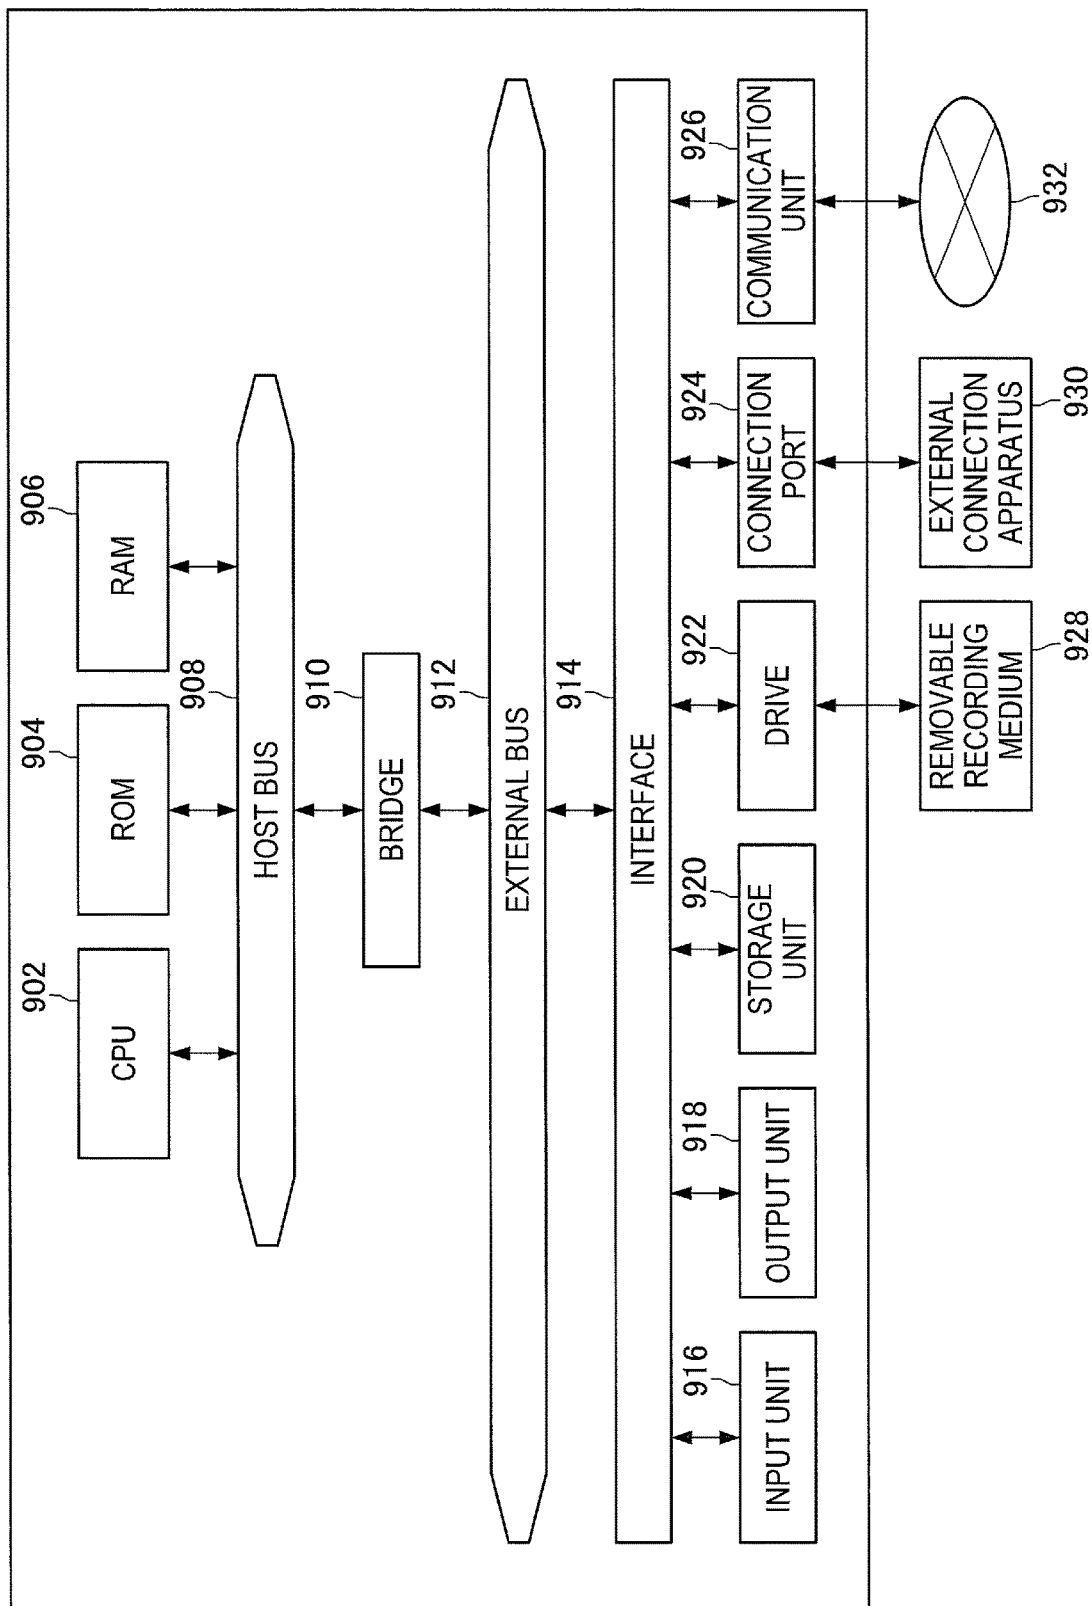 902
CPU
904
ROM
906
RAM
908
HOST BUS
910
BRIDGE
912
EXTERNAL BUS
914
INTERFACE
916
INPUT UNIT
918
OUTPUT UNIT
920
STORAGE
UNIT
922
DRIVE
924
CONNECTION
PORT
926
COMMUNICATION
UNIT
REMOVABLE
RECORDING
MEDIUM
928
EXTERNAL
CONNECTION
APPARATUS
930
932